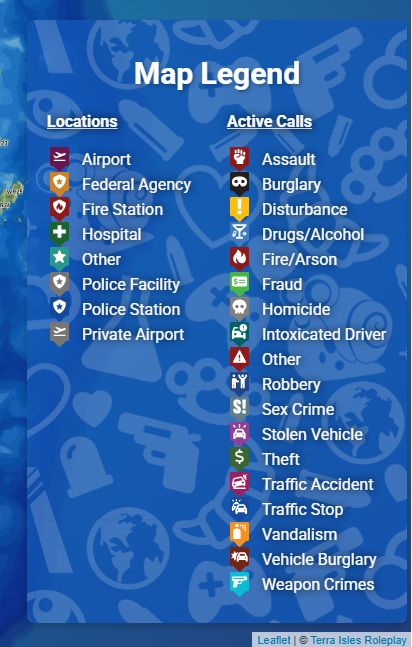 Map Legend
Locations
Airport
Federal Agency
Fire Station
Hospital
Other
Police Facility
Police Station
Private Airport
Active Calls
Assault
Burglary
Disturbance
Drugs/Alcohol
Fire/Arson
Fraud
Homicide
Intoxicated Driver
Other
Robbery
Sex Crime
Stolen Vehicle
Theft
Traffic Accident
Traffic Stop
Vandalism
Vehicle Burglary
Weapon Crimes
Leaflet | © Terra Isles Roleplay